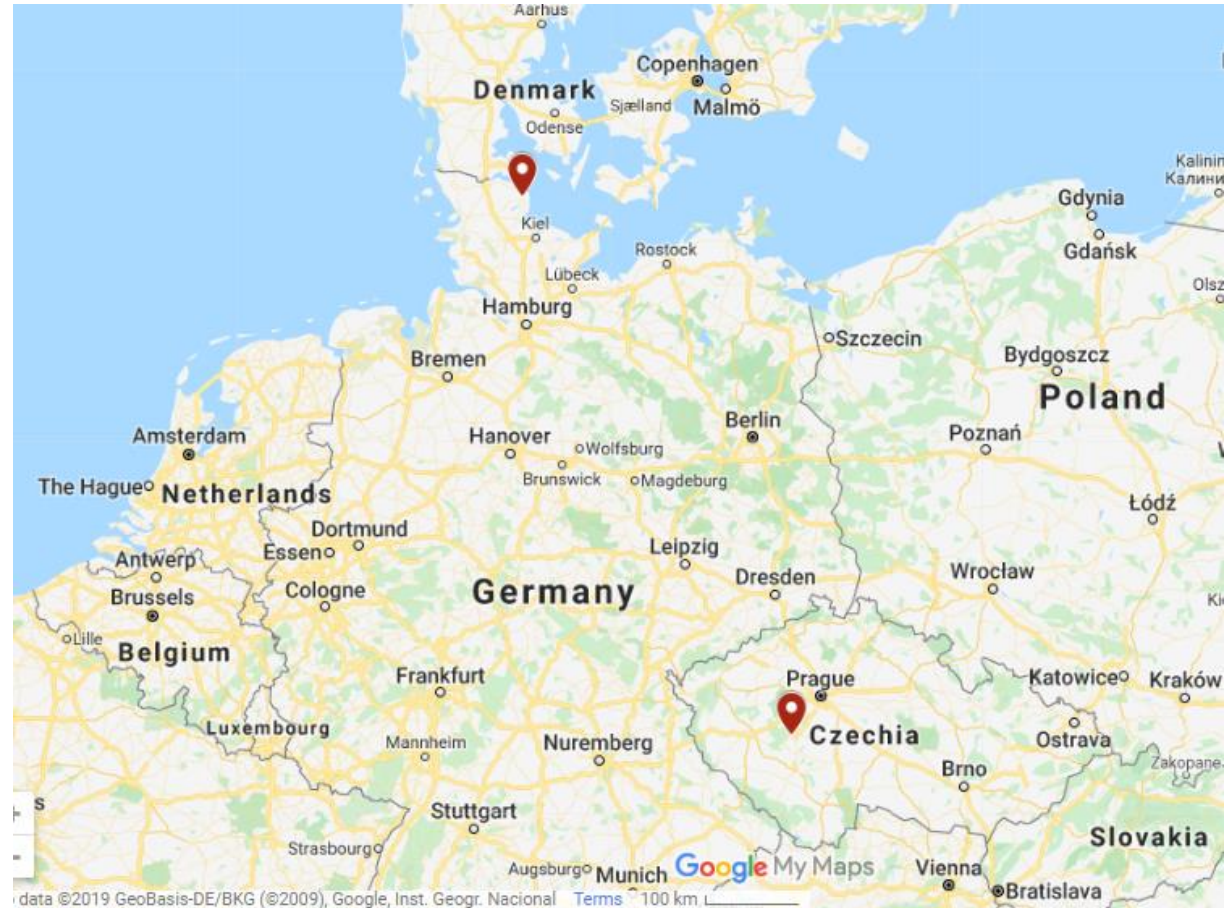 Aarhus
Copenhagen
Denmark
Sjælland
Malmö
Odense
Kalinin
Калини
Gdynia
Kiel
Gdańsk
Rostock
Lübeck
Olsz
Hamburg
Szczecin
Bremen
Bydgoszcz
Poland
Berlin
Amsterdam
Hanover
Poznań
Wolfsburg
Brunswick
Magdeburg
The Hague
Netherlands
Łódź
Dortmund
Essen
Leipzig
Antwerp
Wrocław
Dresden
Cologne
Germany
Brussels
Lille
Belgium
Frankfurt
Prague
Katowice
Kraków
Luxembourg
Czechia
Mannheim
Nuremberg
Ostrava
Zakopane
Brno
s
Stuttgart
Slovakia
Strasbourg
Augsburg
Munich
Google My Maps
Vienna
Bratislava
data ©2019 GeoBasis-DE/BKG (©2009), Google, Inst. Geogr. Nacional Terms 100 km